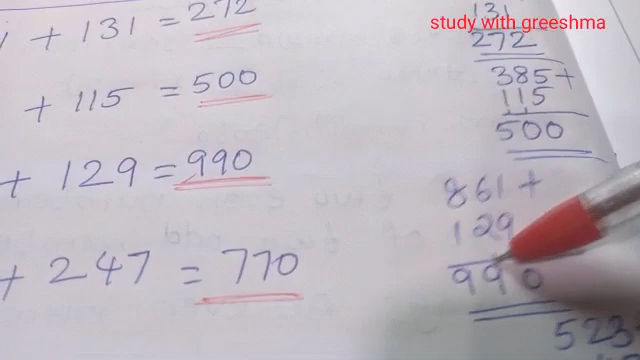 study with greeshma
+ 131 = 272
+ 115 = 500
+ 129 = 990
+ 247 = 770
131
272
385+
115
500
861+
129
990
523